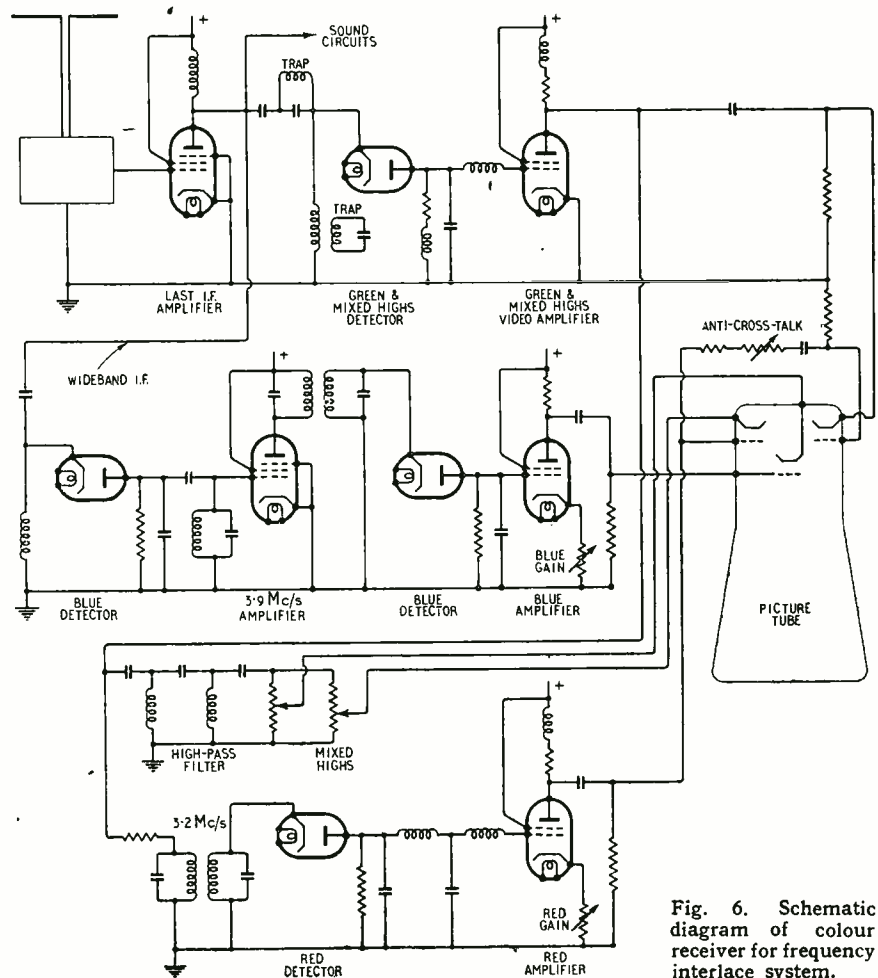 +
SOUND
CIRCUITS
TRAP
+
TRAP
LAST I.F.
AMPLIFIER
GREEN &
MIXED HIGHS
DETECTOR
GREEN &
MIXED HIGHS
VIDEO AMPLIFIER
ANTI-CROSS-TALK
WIDEBAND I.F.
+
+
BLUE
GAIN
BLUE
DETECTOR
3·9 Mc/s
AMPLIFIER
BLUE
DETECTOR
BLUE
AMPLIFIER
PICTURE
TUBE
HIGH-PASS
FILTER
MIXED
HIGHS
+
3·2 Mc/s
RED
GAIN
RED
DETECTOR
RED
AMPLIFIER
Fig. 6. Schematic
diagram of colour
receiver for frequency
interlace system.